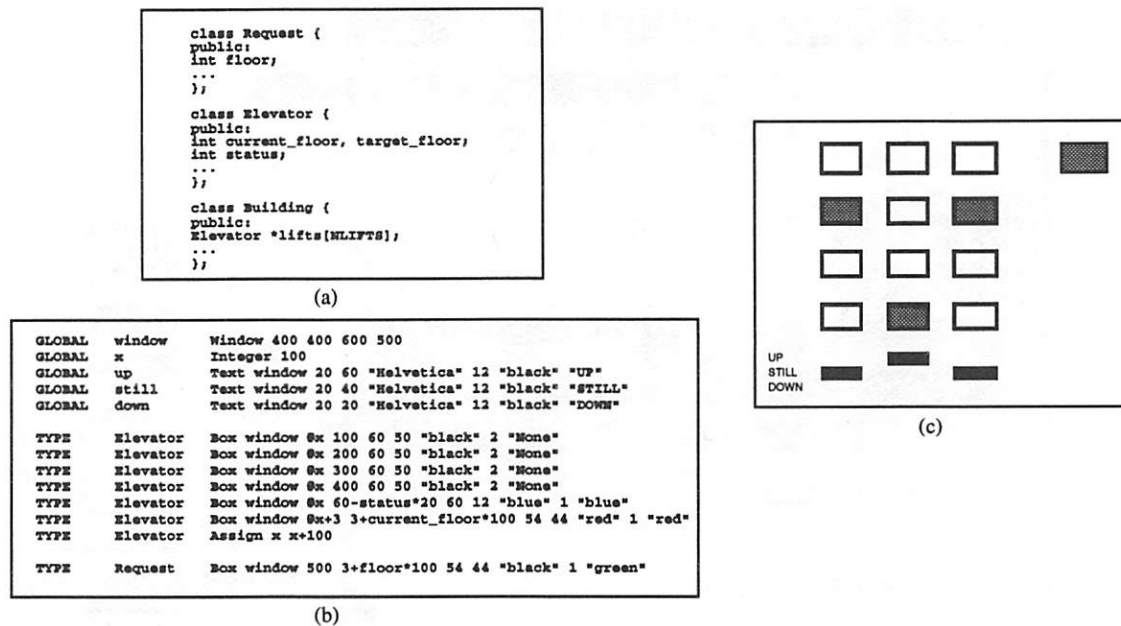 class Request {
public:
int floor;
...
};
class Elevator {
public:
int current_floor, target_floor;
int status;
...
};
class Building {
public:
Elevator *lifts[NLIFTS];
...
};
(a)
GLOBAL window Window 400 400 600 500
GLOBAL x Integer 100
GLOBAL up Text window 20 60 "Helvetica" 12 "black" "UP"
GLOBAL still Text window 20 40 "Helvetica" 12 "black" "STILL"
GLOBAL down Text window 20 20 "Helvetica" 12 "black" "DOWN"
TYPE Elevator Box window @x 100 60 50 "black" 2 "None"
TYPE Elevator Box window @x 200 60 50 "black" 2 "None"
TYPE Elevator Box window @x 300 60 50 "black" 2 "None"
TYPE Elevator Box window @x 400 60 50 "black" 2 "None"
TYPE Elevator Box window @x 60-status*20 60 12 "blue" 1 "blue"
TYPE Elevator Box window @x+3 3+current_floor*100 54 44 "red" 1 "red"
TYPE Elevator Assign x x+100
TYPE Request Box window 500 3+floor*100 54 44 "black" 1 "green"
(b)
UP
STILL
DOWN
(c)